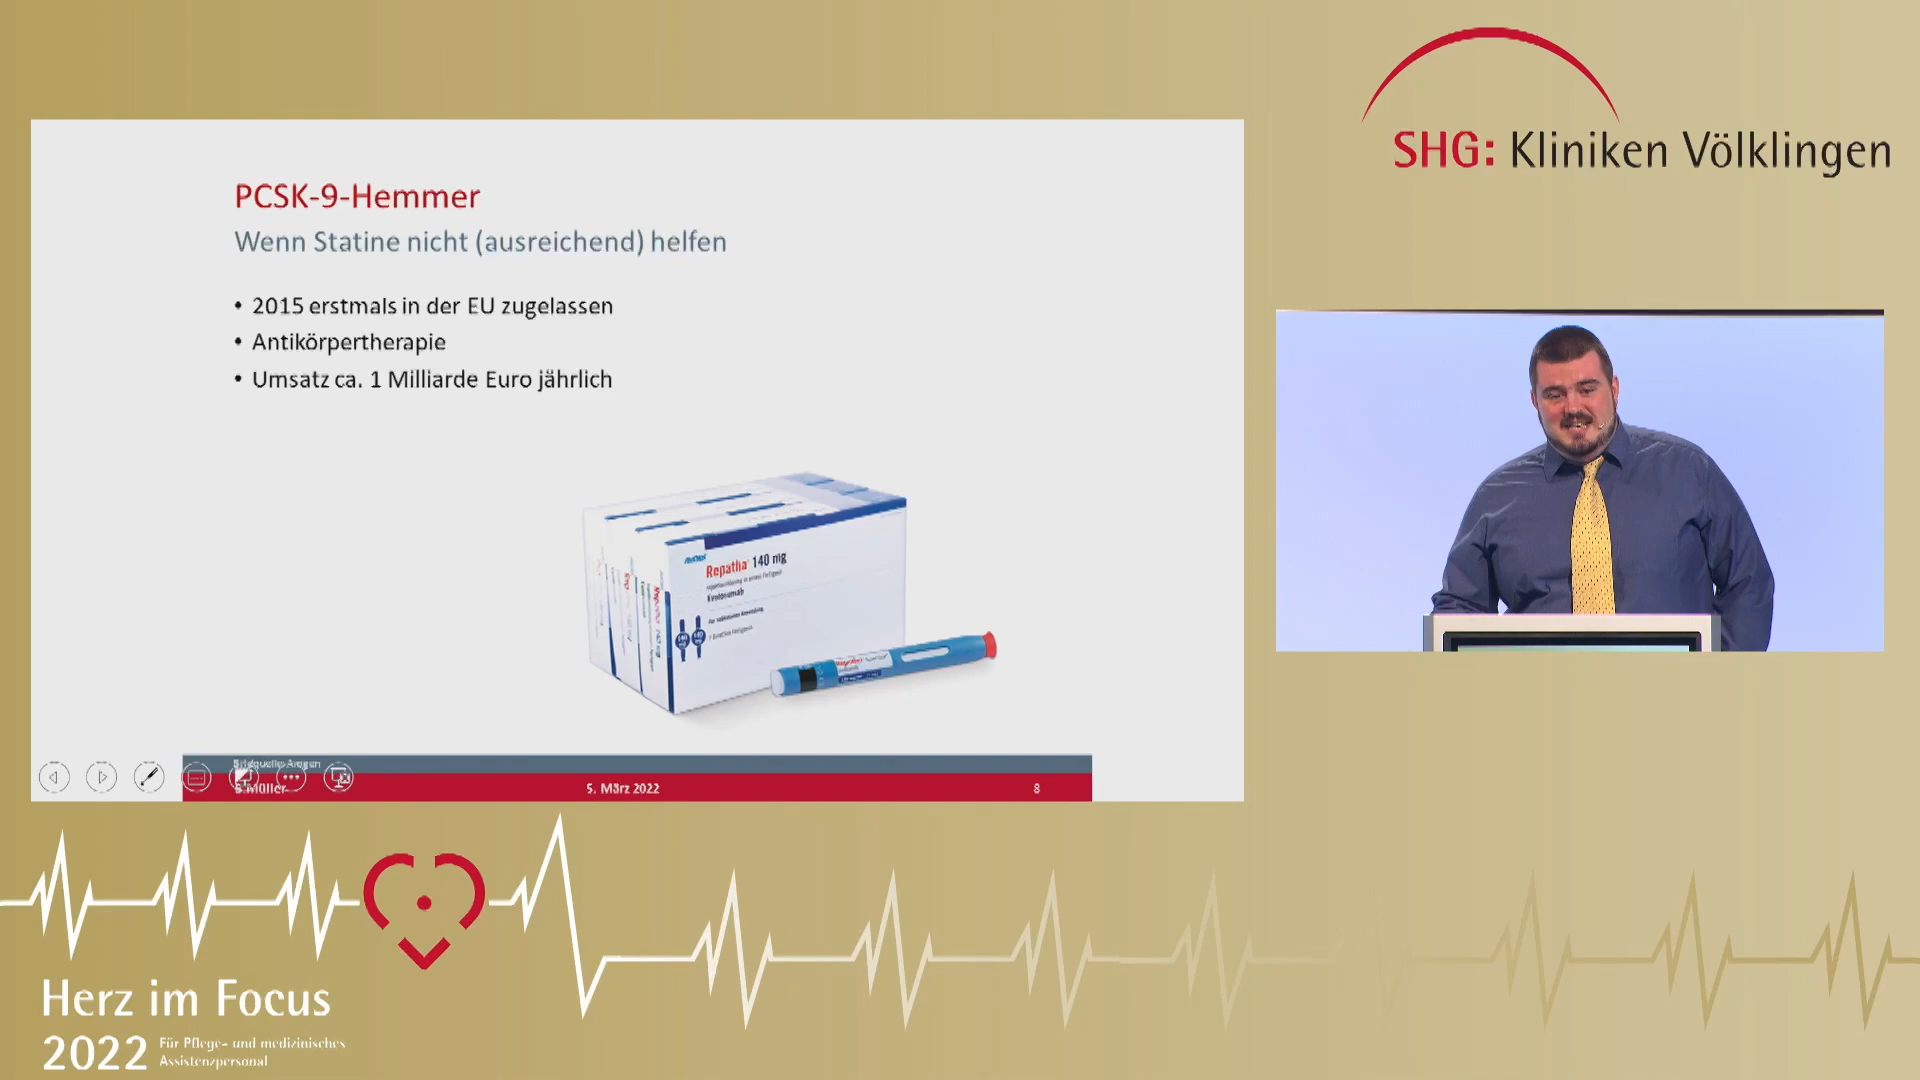 SHG: Kliniken Völklingen
PCSK-9-Hemmer
Wenn Statine nicht (ausreichend) helfen
• 2015 erstmals in der EU zugelassen
• Antikörpertherapie
• Umsatz ca. 1 Milliarde Euro jährlich
Repatha® 140 mg
Evolocumab
Bildquelle: Amgen
S. Müller
5. März 2022
8
Herz im Focus
2022 Für Pflege- und medizinisches
Assistenzpersonal